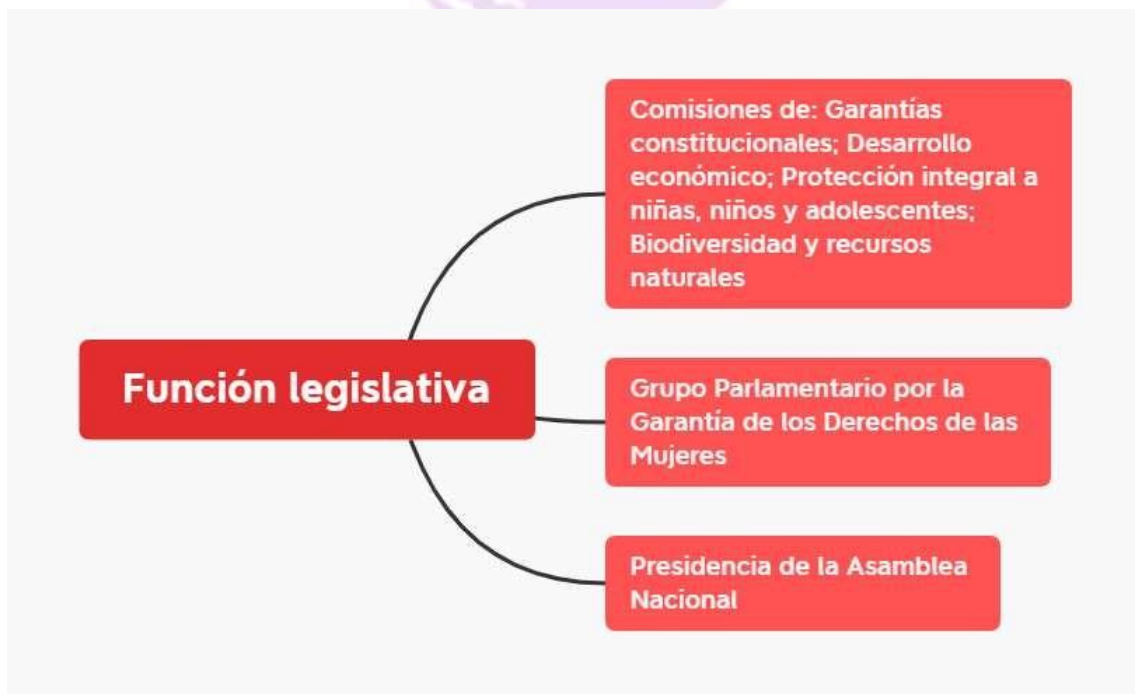 Comisiones de: Garantías
constitucionales; Desarrollo
económico; Protección integral a
niñas, niños y adolescentes;
Biodiversidad y recursos
naturales
Función legislativa
Grupo Parlamentario por la
Garantía de los Derechos de las
Mujeres
Presidencia de la Asamblea
Nacional